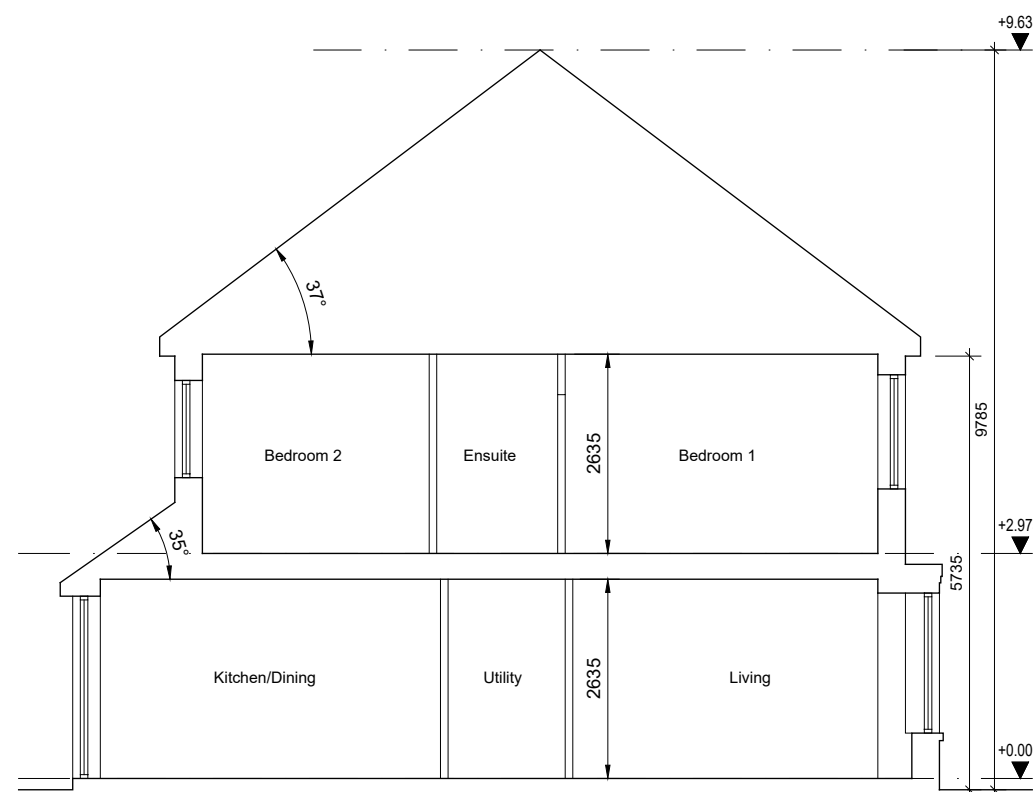 +9.63
37°
9785
Bedroom 2
Ensuite
2635
Bedroom 1
35°
+2.97
5735
Kitchen/Dining
Utility
2635
Living
+0.00